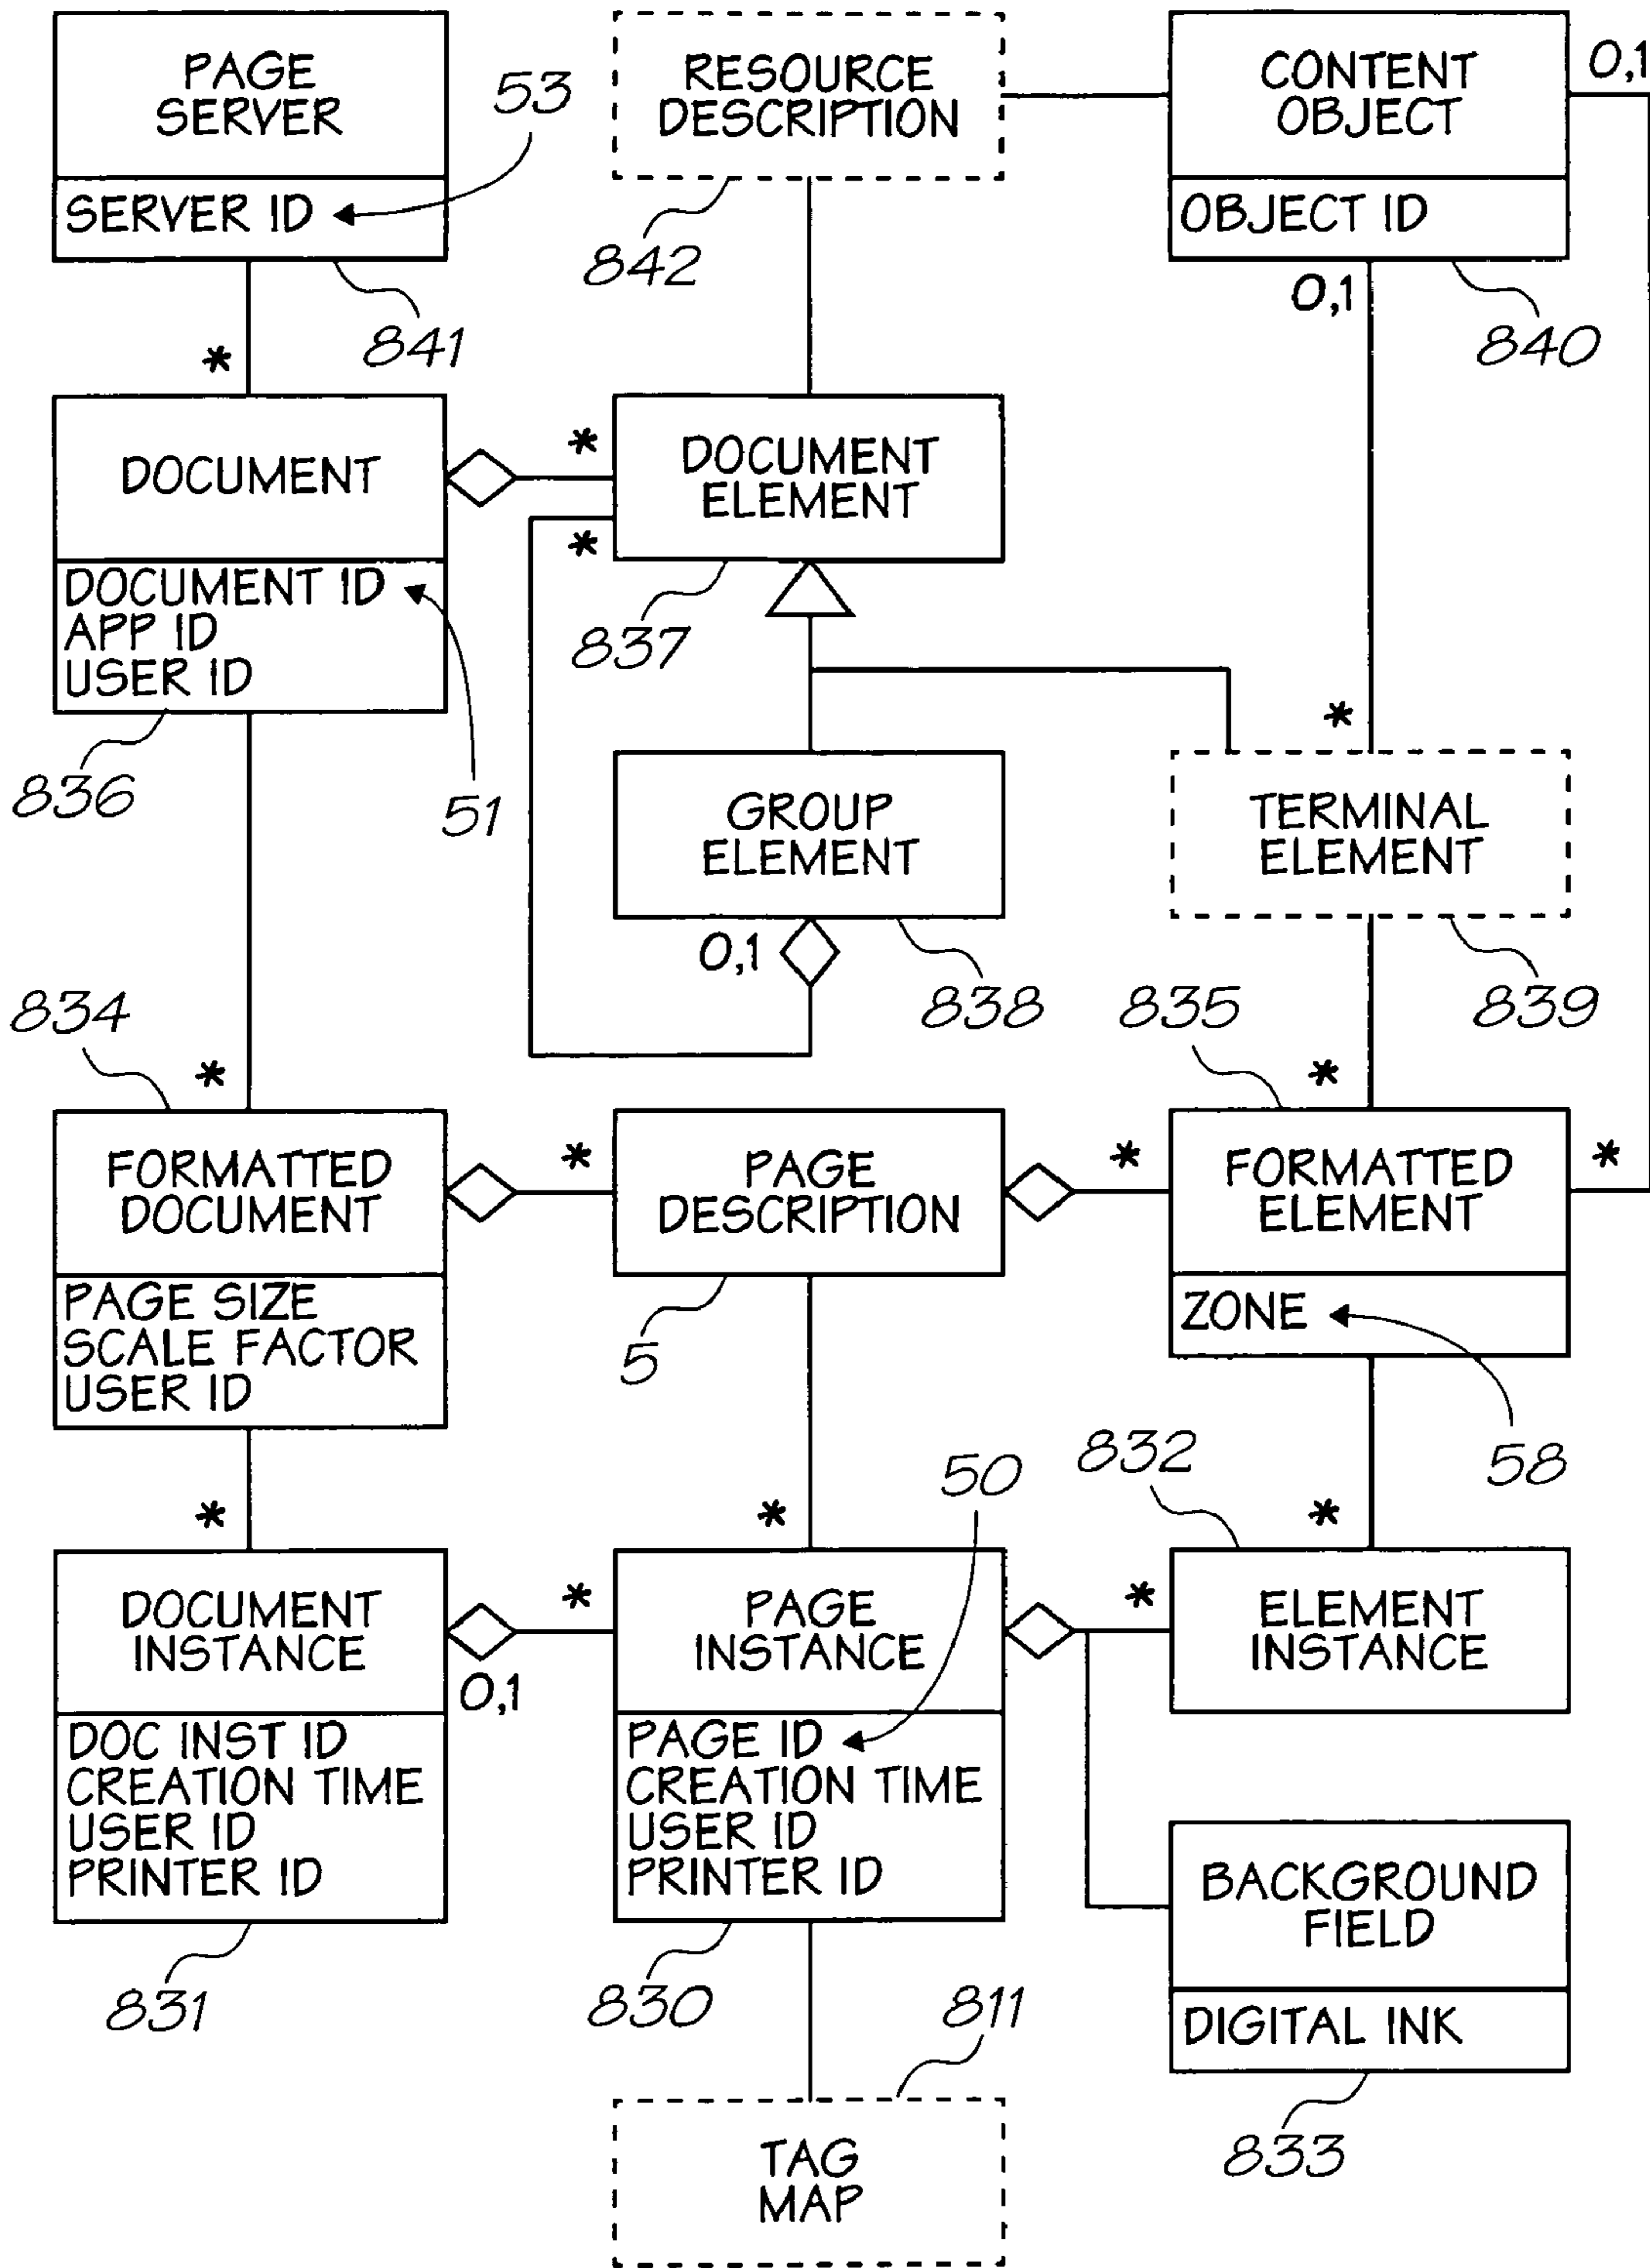 PAGE
SERVER
SERVER ID
53
841
RESOURCE
DESCRIPTION
842
CONTENT
OBJECT
OBJECT ID
0,1
0,1
840
*
DOCUMENT
DOCUMENT ID
APP ID
USER ID
836
51
*
*
DOCUMENT
ELEMENT
837
GROUP
ELEMENT
0,1
838
*
TERMINAL
ELEMENT
839
834
*
FORMATTED
DOCUMENT
PAGE SIZE
SCALE FACTOR
USER ID
*
PAGE
DESCRIPTION
5
835
*
*
*
FORMATTED
ELEMENT
ZONE
58
*
DOCUMENT
INSTANCE
DOC INST ID
CREATION TIME
USER ID
PRINTER ID
831
0,1
*
*
50
PAGE
INSTANCE
PAGE ID
CREATION TIME
USER ID
PRINTER ID
830
832
*
*
ELEMENT
INSTANCE
BACKGROUND
FIELD
DIGITAL INK
833
811
TAG
MAP